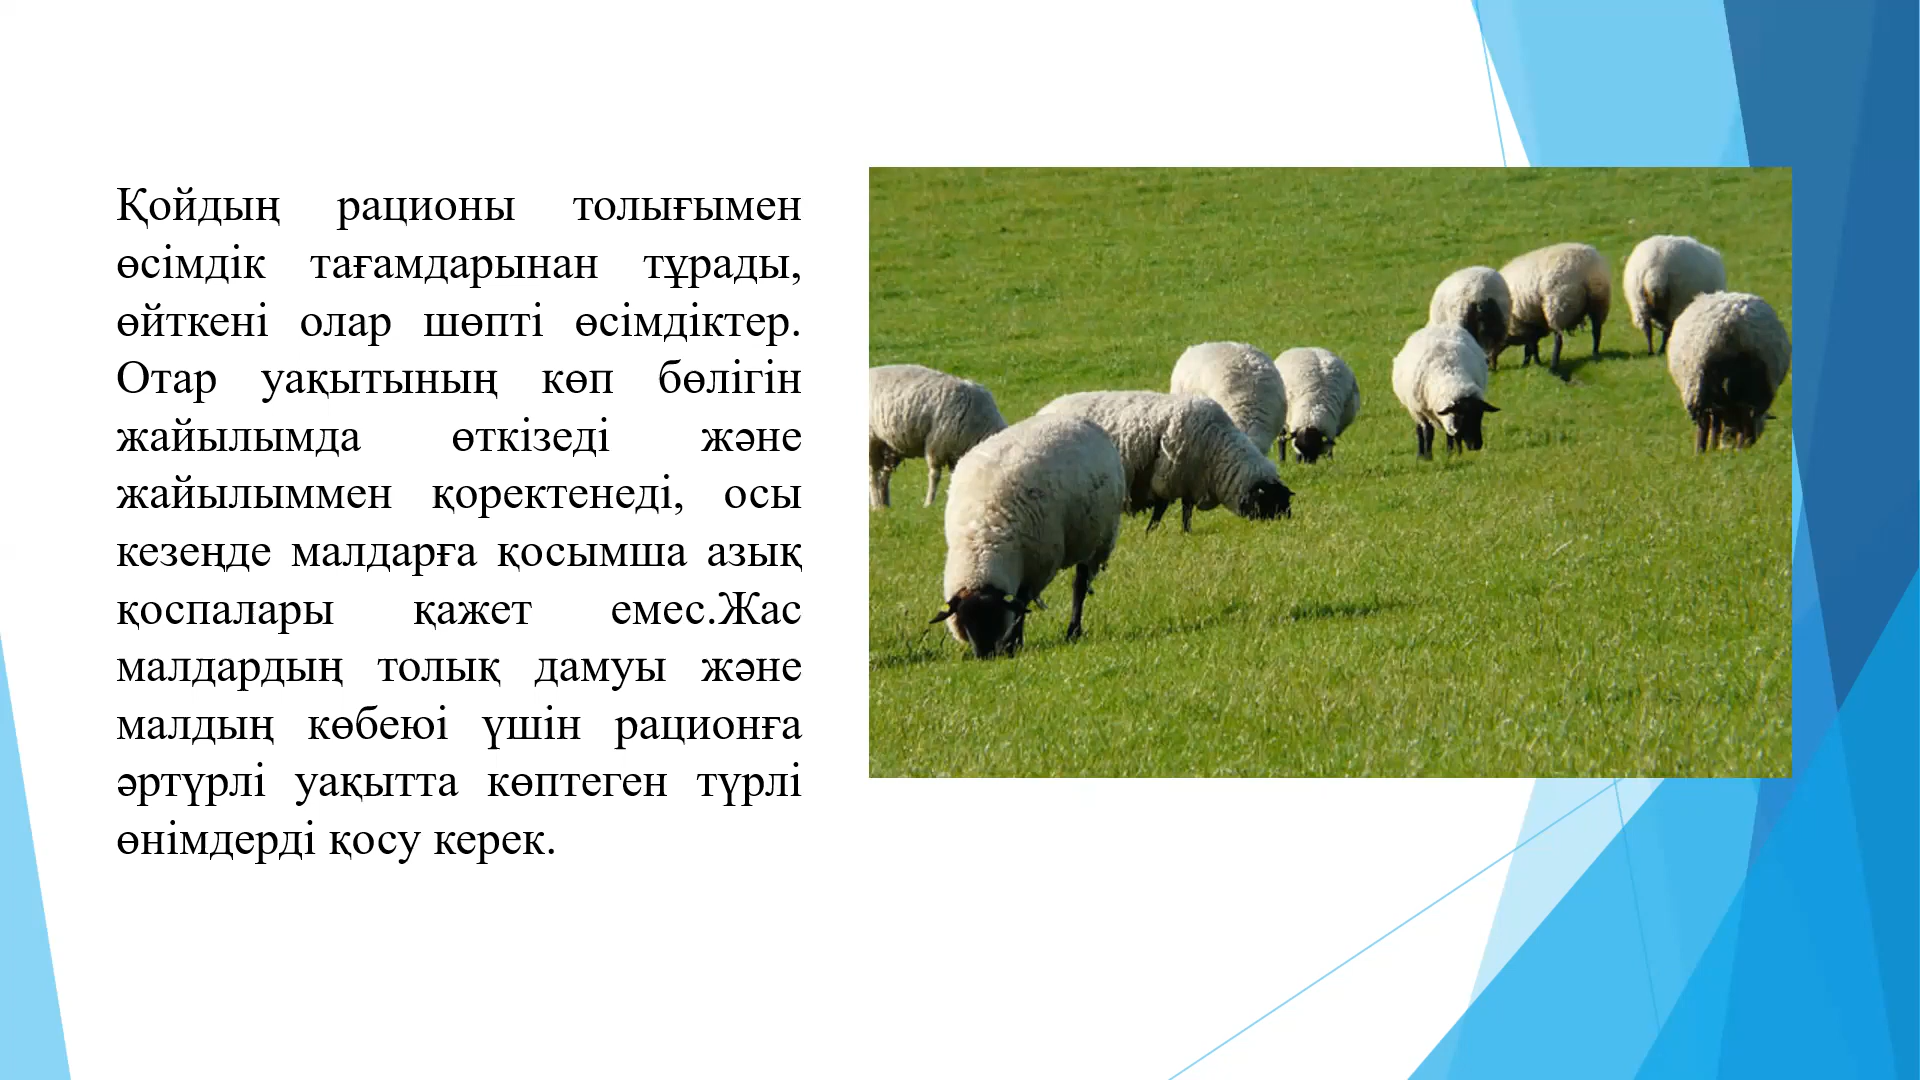 Қойдың рационы толығымен
өсімдік тағамдарынан тұрады,
өйткені олар шөпті өсімдіктер.
Отар уақытының көп бөлігін
жайылымда өткізеді және
жайылыммен қоректенеді, осы
кезеңде малдарға қосымша азық
қоспалары қажет емес.Жас
малдардың толық дамуы және
малдың көбеюі үшін рационға
әртүрлі уақытта көптеген түрлі
өнімдерді қосу керек.